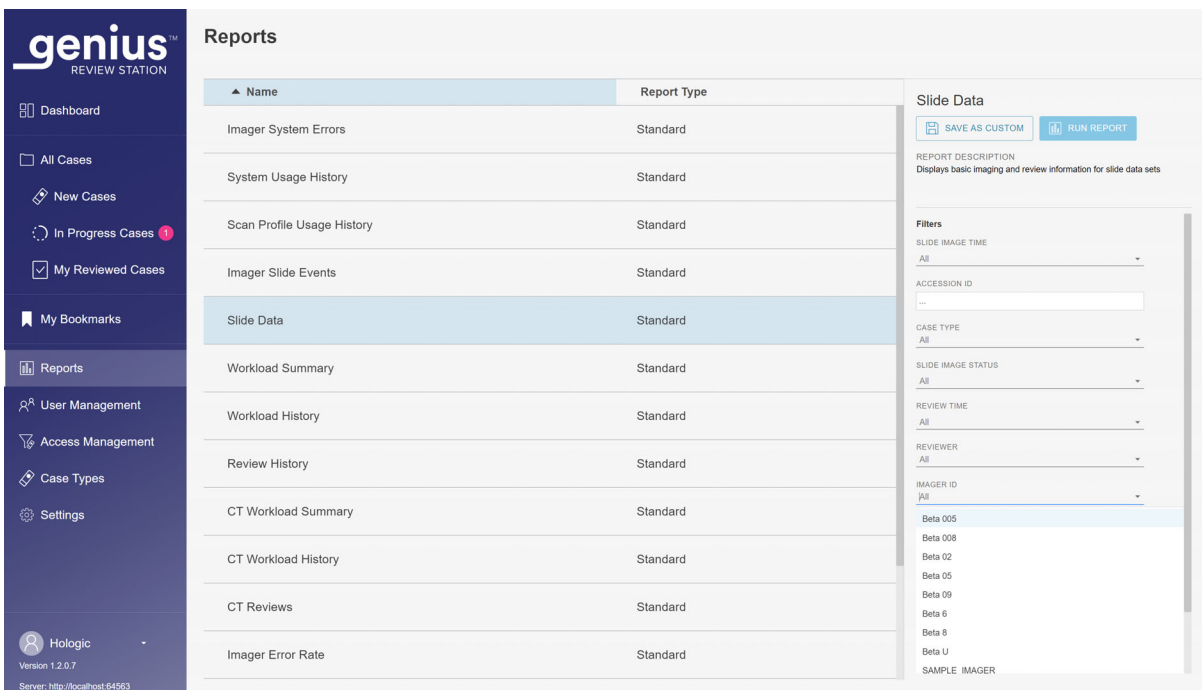 genius™
REVIEW STATION
Dashboard
All Cases
New Cases
In Progress Cases 1
My Reviewed Cases
My Bookmarks
Reports
User Management
Access Management
Case Types
Settings
Hologic
Version 1.2.0.7
Server: http://localhost:64563
Reports
Name Report Type
Imager System Errors Standard
System Usage History Standard
Scan Profile Usage History Standard
Imager Slide Events Standard
Slide Data Standard
Workload Summary Standard
Workload History Standard
Review History Standard
CT Workload Summary Standard
CT Workload History Standard
CT Reviews Standard
Imager Error Rate Standard
Slide Data
SAVE AS CUSTOM RUN REPORT
REPORT DESCRIPTION
Displays basic imaging and review information for slide data sets
Filters
SLIDE IMAGE TIME
All
ACCESSION ID
...
CASE TYPE
All
SLIDE IMAGE STATUS
All
REVIEW TIME
All
REVIEWER
All
IMAGER ID
All
Beta 005
Beta 008
Beta 02
Beta 05
Beta 09
Beta 6
Beta 8
Beta U
SAMPLE_IMAGER